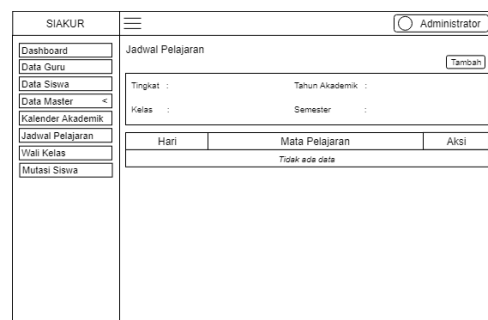 SIAKUR
Administrator
Dashboard
Data Guru
Data Siswa
Data Master <
Kalender Akademik
Jadwal Pelajaran
Wali Kelas
Mutasi Siswa
Jadwal Pelajaran
Tambah
Tingkat : Tahun Akademik :
Kelas : Semester :
Hari Mata Pelajaran Aksi
Tidak ada data